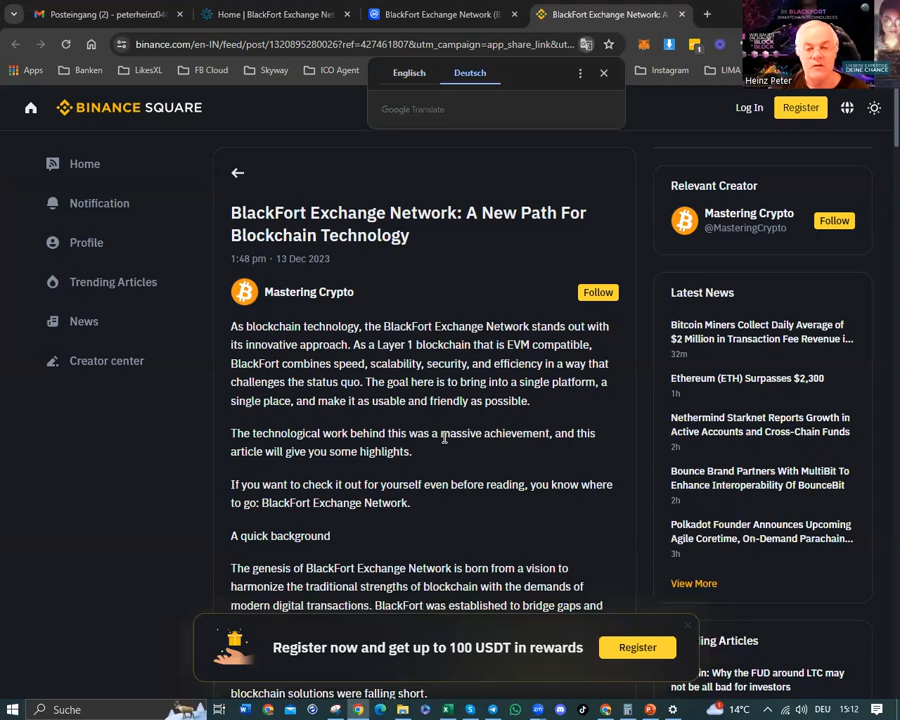 Posteingang (2) - peterheinz04
Home | BlackFort Exchange Net
BlackFort Exchange Network (B
BlackFort Exchange Network: A
binance.com/en-IN/feed/post/1320895280026?ref=427461807&utm_campaign=app_share_link&ut...
Apps
Banken
LikesXL
FB Cloud
Skyway
ICO Agent
Instagram
LIMA
Englisch
Deutsch
Google Translate
BLACKFORT
Heinz Peter
DEINE CHANCE
BINANCE SQUARE
Log In
Register
Home
Notification
Profile
Trending Articles
News
Creator center
BlackFort Exchange Network: A New Path For
Blockchain Technology
1:48 pm · 13 Dec 2023
Mastering Crypto
Follow
As blockchain technology, the BlackFort Exchange Network stands out with
its innovative approach. As a Layer 1 blockchain that is EVM compatible,
BlackFort combines speed, scalability, security, and efficiency in a way that
challenges the status quo. The goal here is to bring into a single platform, a
single place, and make it as usable and friendly as possible.
The technological work behind this was a massive achievement, and this
article will give you some highlights.
If you want to check it out for yourself even before reading, you know where
to go: BlackFort Exchange Network.
A quick background
The genesis of BlackFort Exchange Network is born from a vision to
harmonize the traditional strengths of blockchain with the demands of
modern digital transactions. BlackFort was established to bridge gaps and
blockchain solutions were falling short.
Register now and get up to 100 USDT in rewards
Register
Relevant Creator
Mastering Crypto
@MasteringCrypto
Follow
Latest News
Bitcoin Miners Collect Daily Average of
$2 Million in Transaction Fee Revenue i...
32m
Ethereum (ETH) Surpasses $2,300
1h
Nethermind Starknet Reports Growth in
Active Accounts and Cross-Chain Funds
2h
Bounce Brand Partners With MultiBit To
Enhance Interoperability Of BounceBit
2h
Polkadot Founder Announces Upcoming
Agile Coretime, On-Demand Parachain...
3h
View More
ng Articles
in: Why the FUD around LTC may
not be all bad for investors
Suche
14°C
DEU
15:12